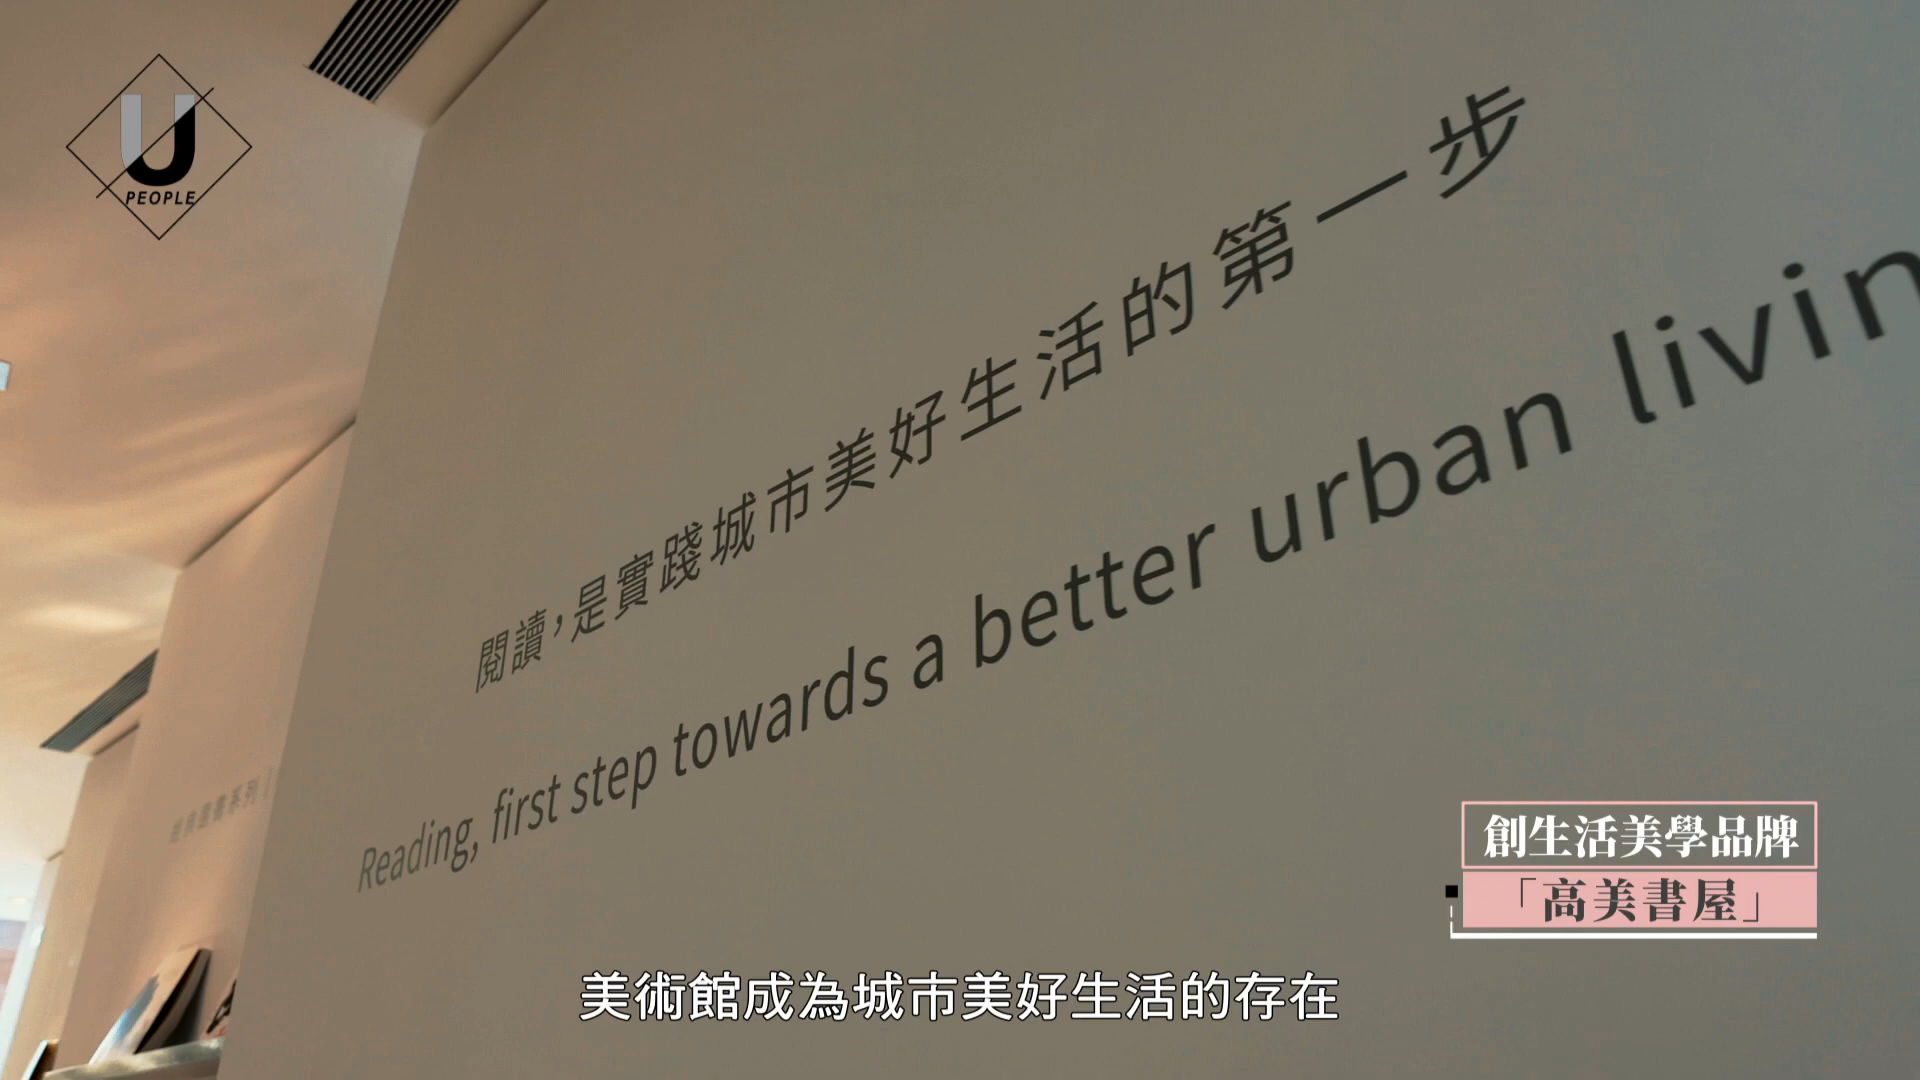 U
PEOPLE
閱讀，是實踐城市美好生活的第一步
Reading, first step towards a better urban livin
創生活美學品牌
「高美書屋」
美術館成為城市美好生活的存在